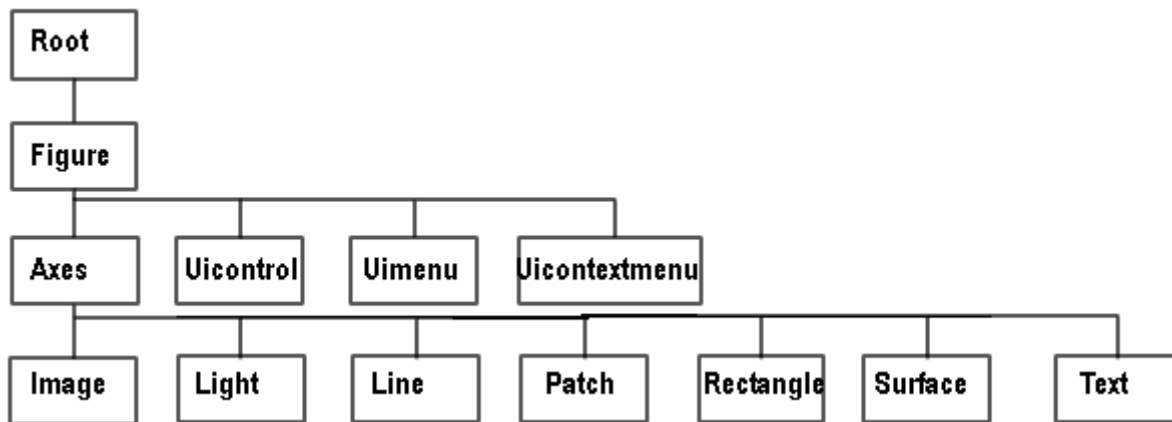 Root
Figure
Axes Uicontrol Uimenu Uicontextmenu
Image Light Line Patch Rectangle Surface Text